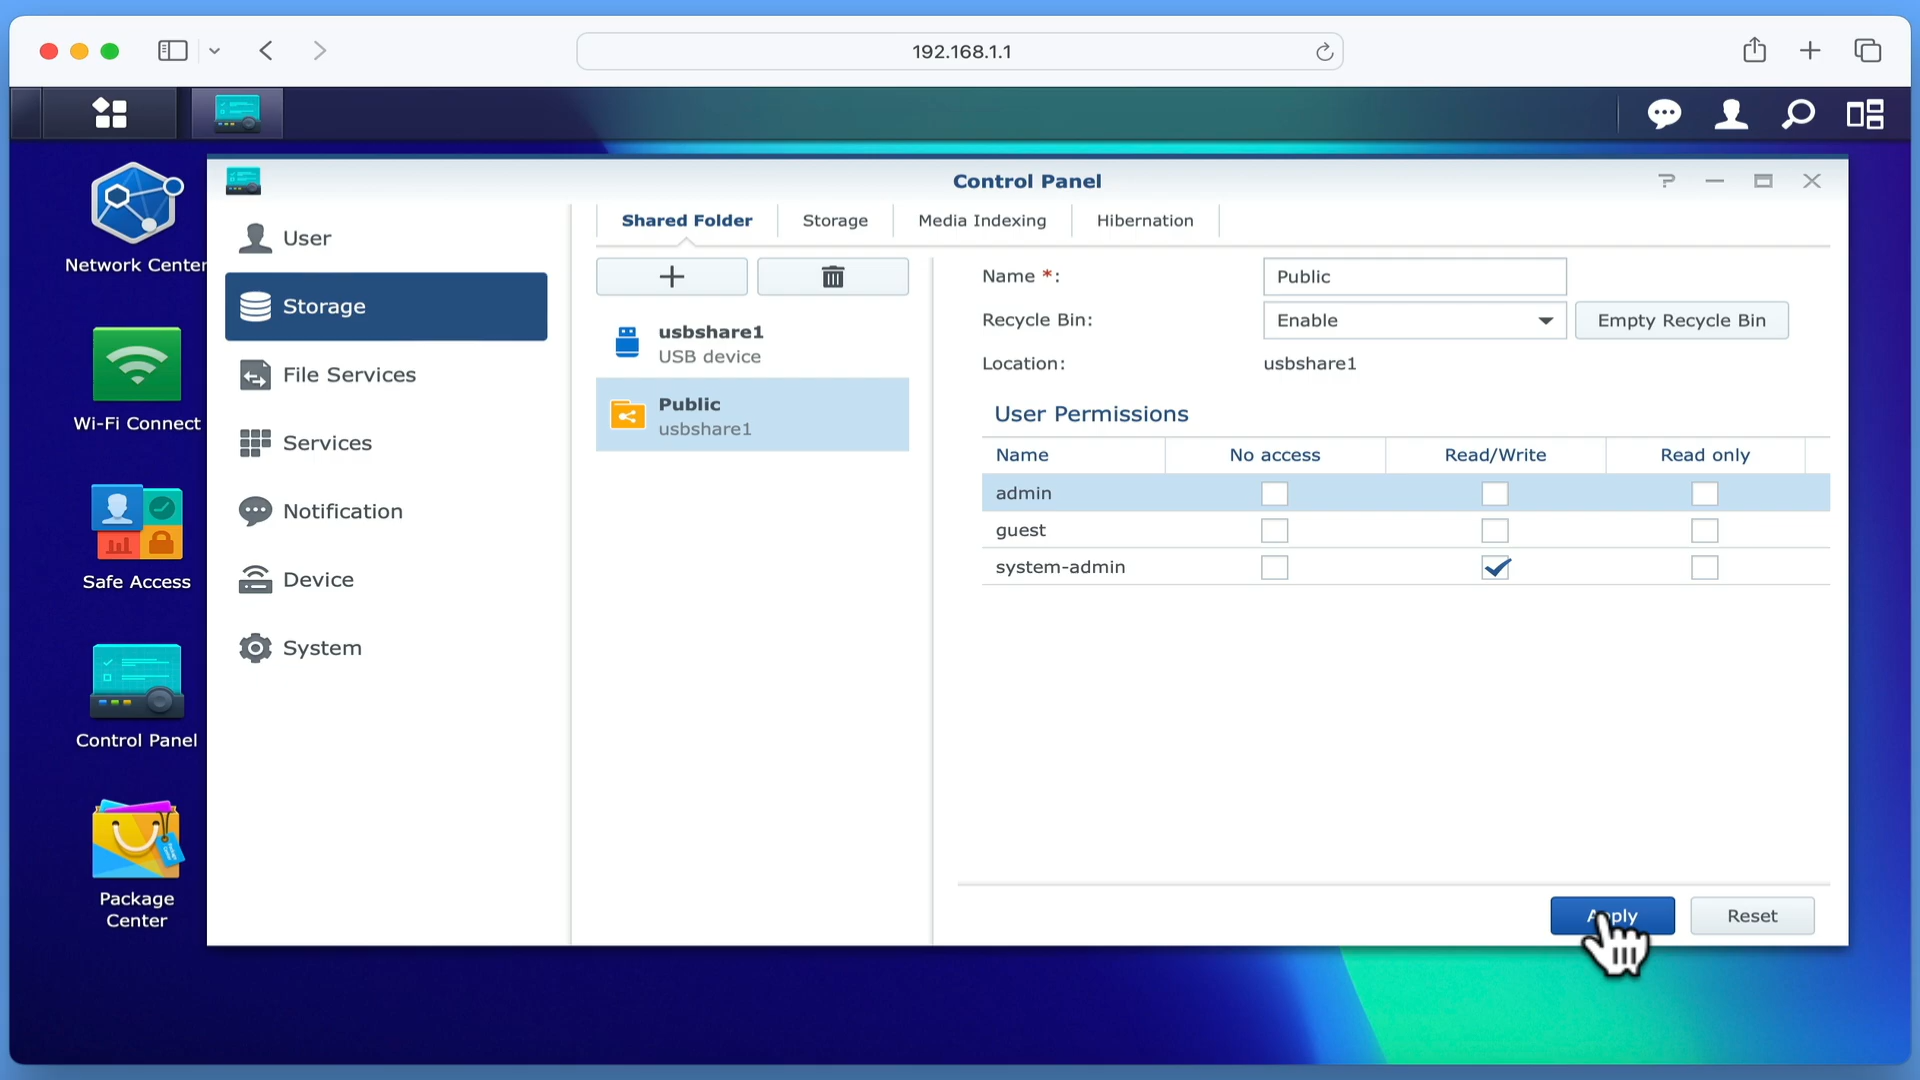 192.168.1.1
Control Panel
Network Center
Wi-Fi Connect
Safe Access
Control Panel
Package
Center
User
Storage
File Services
Services
Notification
Device
System
Shared Folder
Storage
Media Indexing
Hibernation
usbshare1
USB device
Public
usbshare1
Name *:
Public
Recycle Bin:
Enable
Empty Recycle Bin
Location:
usbshare1
User Permissions
Name
No access
Read/Write
Read only
admin
guest
system-admin
Apply
Reset